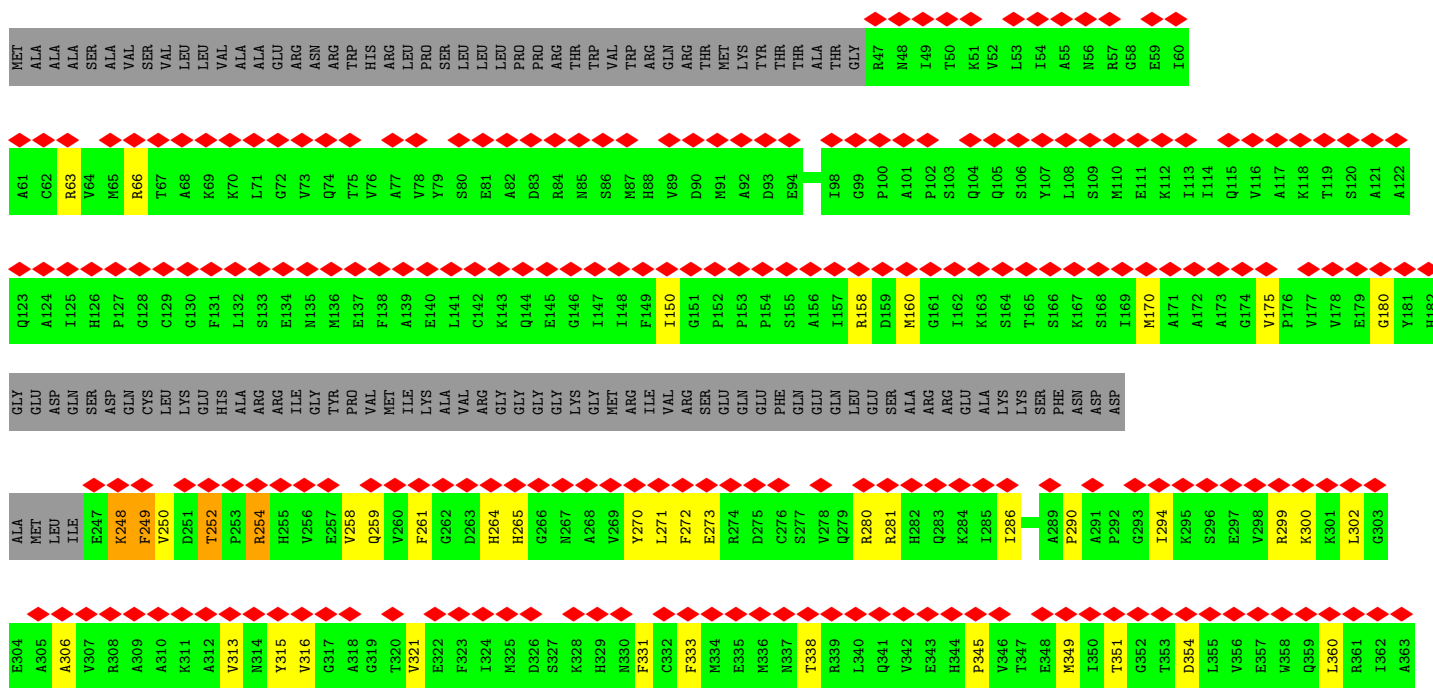 MET ALA ALA ALA SER ALA VAL SER VAL LEU LEU VAL ALA ALA GLU ARG ASN ARG TRP HIS ARG LEU PRO SER LEU LEU LEU PRO PRO ARG THR TRP VAL TRP ARG GLN ARG THR MET LYS TYR THR THR ALA THR GLY R47 N48 I49 T50 K51 V52 L53 I54 A55 N56 R57 G58 E59 I60
A61 C62 R63 V64 M65 R66 T67 A68 K69 K70 L71 G72 V73 Q74 T75 V76 A77 V78 Y79 S80 E81 A82 D83 R84 N85 S86 M87 H88 V89 D90 M91 A92 D93 E94 I98 G99 P100 A101 P102 S103 Q104 Q105 S106 Y107 L108 S109 M110 E111 K112 I113 I114 Q115 V116 A117 K118 T119 S120 A121 A122
Q123 A124 I125 H126 P127 G128 C129 G130 F131 L132 S133 E134 N135 M136 E137 F138 A139 E140 L141 C142 K143 Q144 E145 G146 I147 I148 F149 I150 G151 P152 P153 P154 S155 A156 I157 R158 D159 M160 G161 I162 K163 S164 T165 S166 K167 S168 I169 M170 A171 A172 A173 G174 V175 P176 V177 V178 E179 G180 Y181 H182
GLY GLU ASP GLN SER ASP GLN CYS LEU LYS GLU HIS ALA ARG ARG ILE GLY TYR PRO VAL MET ILE LYS ALA VAL ARG GLY GLY GLY GLY LYS GLY MET ARG ILE VAL ARG SER GLU GLN GLU PHE GLN GLU GLN LEU GLU SER ALA ARG ARG GLU ALA LYS LYS SER PHE ASN ASP ASP
ALA MET LEU ILE E247 K248 F249 V250 D251 T252 P253 R254 H255 V256 E257 V258 Q259 V260 F261 G262 D263 H264 H265 G266 N267 A268 V269 Y270 L271 F272 E273 R274 D275 C276 S277 V278 Q279 R280 R281 H282 Q283 K284 I285 I286 A289 P290 A291 P292 G293 I294 K295 S296 E297 V298 R299 K300 K301 L302 G303
E304 A305 A306 V307 R308 A309 A310 K311 A312 V313 N314 Y315 V316 G317 A318 G319 T320 V321 E322 F323 I324 M325 D326 S327 K328 H329 N330 F331 C332 F333 M334 E335 M336 N337 T338 R339 L340 Q341 V342 E343 H344 P345 V346 T347 E348 M349 I350 T351 G352 T353 D354 L355 V356 E357 W358 Q359 L360 R361 I362 A363